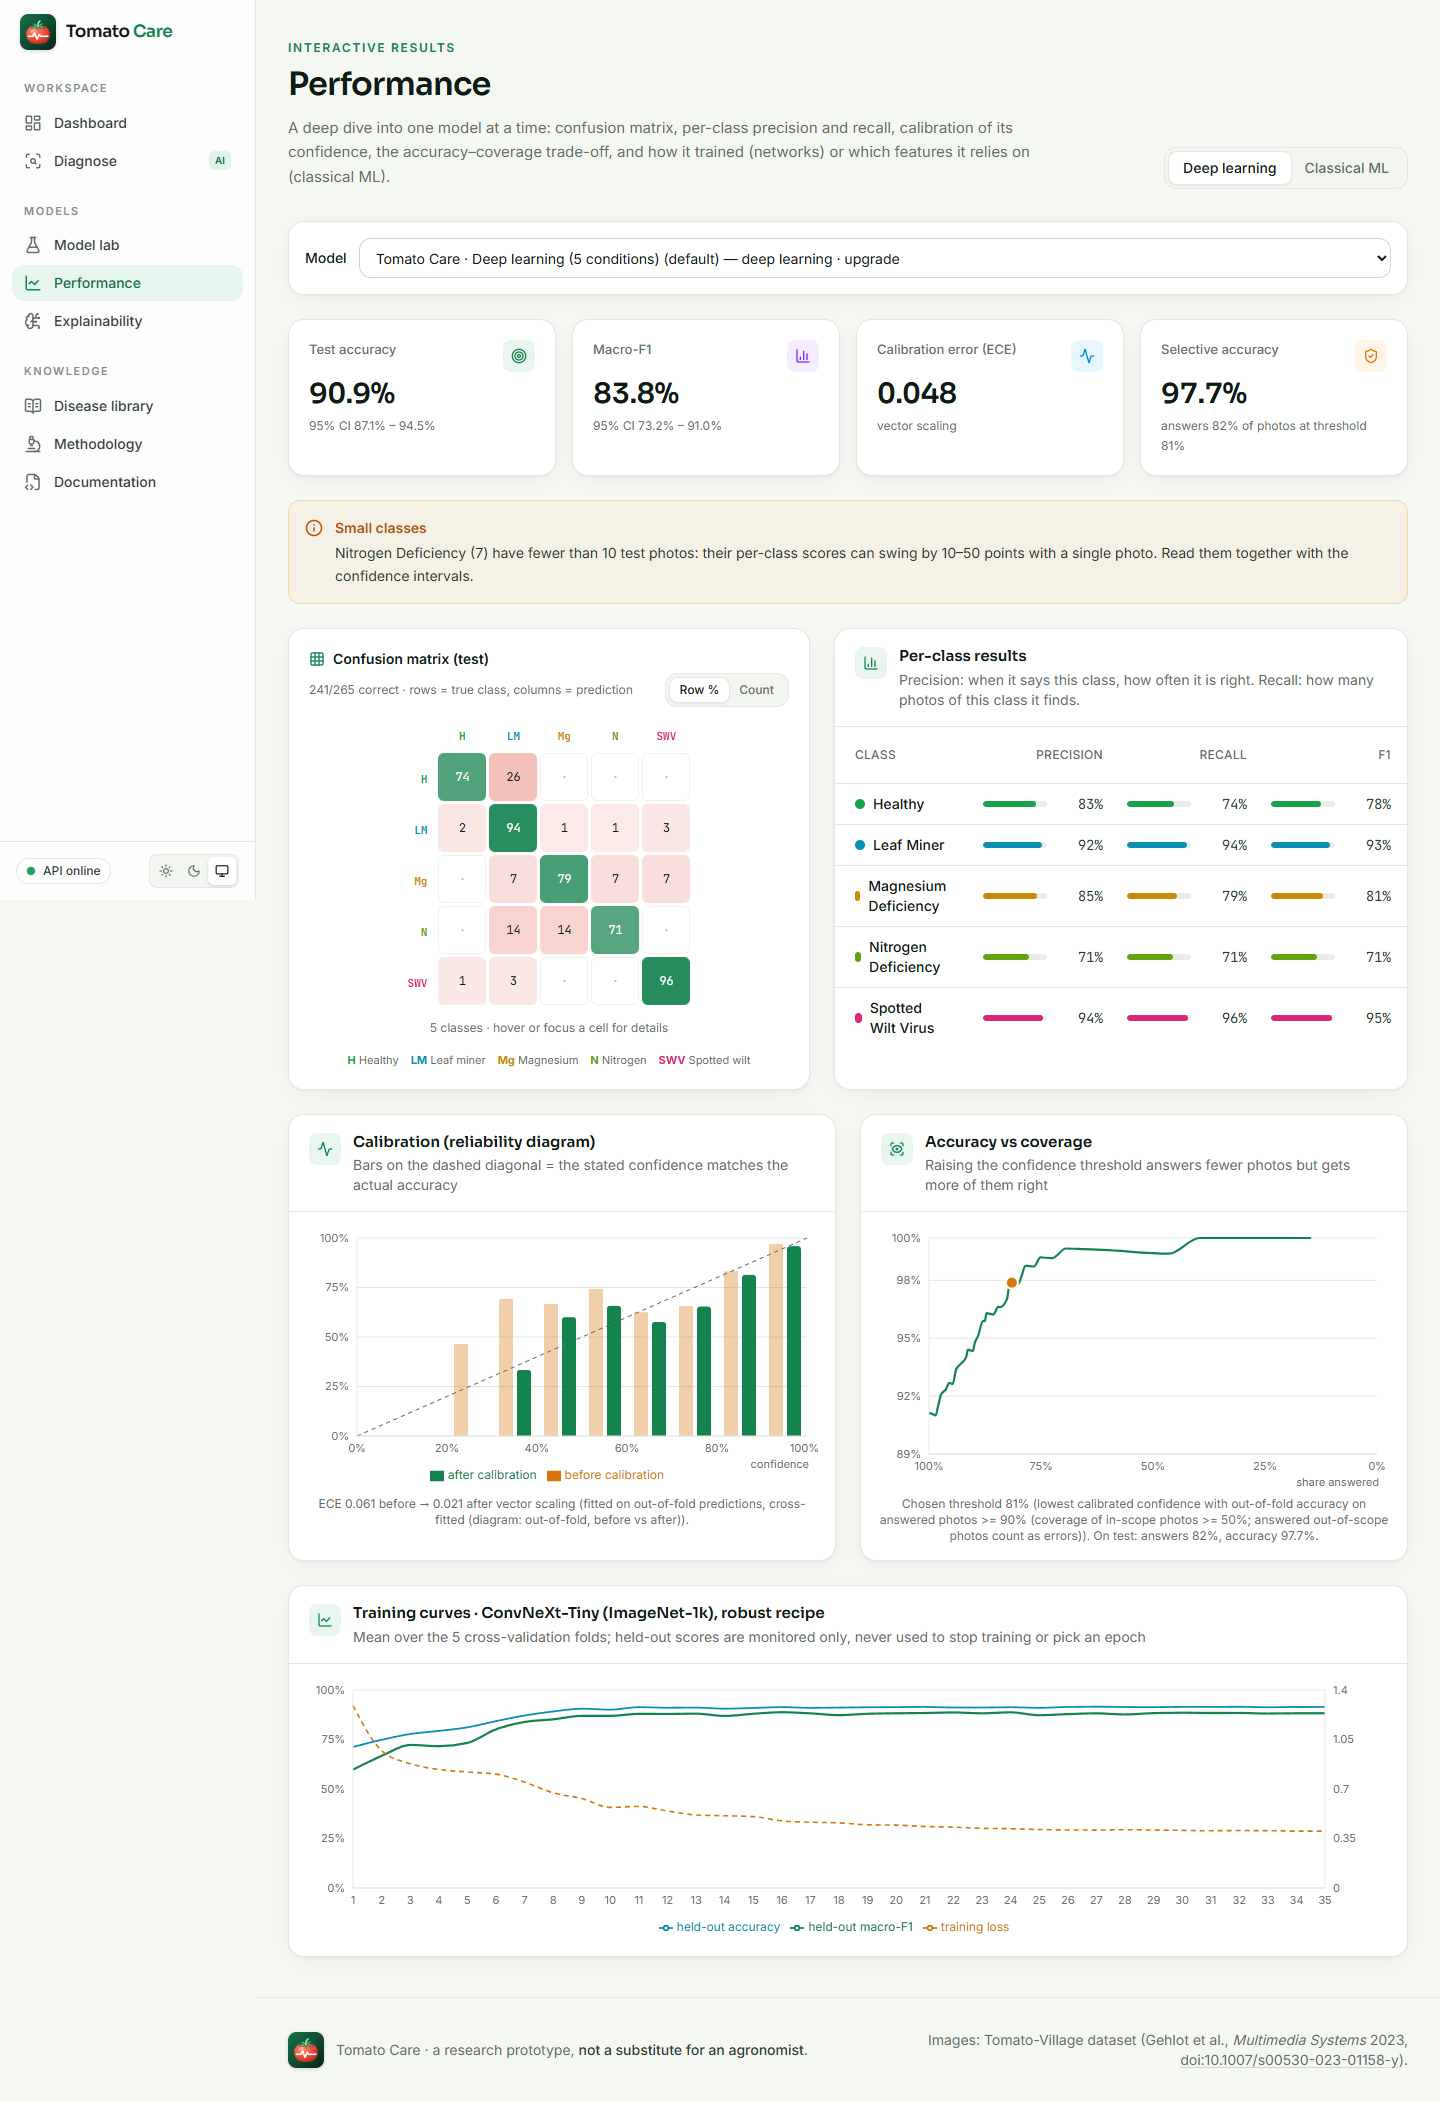 Tomato Care
WORKSPACE
Dashboard
Diagnose AI
MODELS
Model lab
Performance
Explainability
KNOWLEDGE
Disease library
Methodology
Documentation
API online
INTERACTIVE RESULTS
Performance
A deep dive into one model at a time: confusion matrix, per-class precision and recall, calibration of its
confidence, the accuracy–coverage trade-off, and how it trained (networks) or which features it relies on
(classical ML).
Deep learning Classical ML
Model Tomato Care · Deep learning (5 conditions) (default) — deep learning · upgrade
Test accuracy
90.9%
95% CI 87.1% – 94.5%
Macro-F1
83.8%
95% CI 73.2% – 91.0%
Calibration error (ECE)
0.048
vector scaling
Selective accuracy
97.7%
answers 82% of photos at threshold
81%
Small classes
Nitrogen Deficiency (7) have fewer than 10 test photos: their per-class scores can swing by 10–50 points with a single photo. Read them together with the
confidence intervals.
Confusion matrix (test)
241/265 correct · rows = true class, columns = prediction
Row % Count
H LM Mg N SWV
H 74 26 · · ·
LM 2 94 1 1 3
Mg · 7 79 7 7
N · 14 14 71 ·
SWV 1 3 · · 96
5 classes · hover or focus a cell for details
H Healthy LM Leaf miner Mg Magnesium N Nitrogen SWV Spotted wilt
Per-class results
Precision: when it says this class, how often it is right. Recall: how many
photos of this class it finds.
CLASS PRECISION RECALL F1
Healthy 83% 74% 78%
Leaf Miner 92% 94% 93%
Magnesium
Deficiency 85% 79% 81%
Nitrogen
Deficiency 71% 71% 71%
Spotted
Wilt Virus 94% 96% 95%
Calibration (reliability diagram)
Bars on the dashed diagonal = the stated confidence matches the
actual accuracy
100%
75%
50%
25%
0%
0% 20% 40% 60% 80% 100%
confidence
after calibration before calibration
ECE 0.061 before → 0.021 after vector scaling (fitted on out-of-fold predictions, cross-
fitted (diagram: out-of-fold, before vs after)).
Accuracy vs coverage
Raising the confidence threshold answers fewer photos but gets
more of them right
100%
98%
95%
92%
89%
100% 75% 50% 25% 0%
share answered
Chosen threshold 81% (lowest calibrated confidence with out-of-fold accuracy on
answered photos >= 90% (coverage of in-scope photos >= 50%; answered out-of-scope
photos count as errors)). On test: answers 82%, accuracy 97.7%.
Training curves · ConvNeXt-Tiny (ImageNet-1k), robust recipe
Mean over the 5 cross-validation folds; held-out scores are monitored only, never used to stop training or pick an epoch
100% 1.4
75% 1.05
50% 0.7
25% 0.35
0% 0
1 2 3 4 5 6 7 8 9 10 11 12 13 14 15 16 17 18 19 20 21 22 23 24 25 26 27 28 29 30 31 32 33 34 35
held-out accuracy held-out macro-F1 training loss
Tomato Care · a research prototype, not a substitute for an agronomist.
Images: Tomato-Village dataset (Gehlot et al., Multimedia Systems 2023,
doi:10.1007/s00530-023-01158-y).